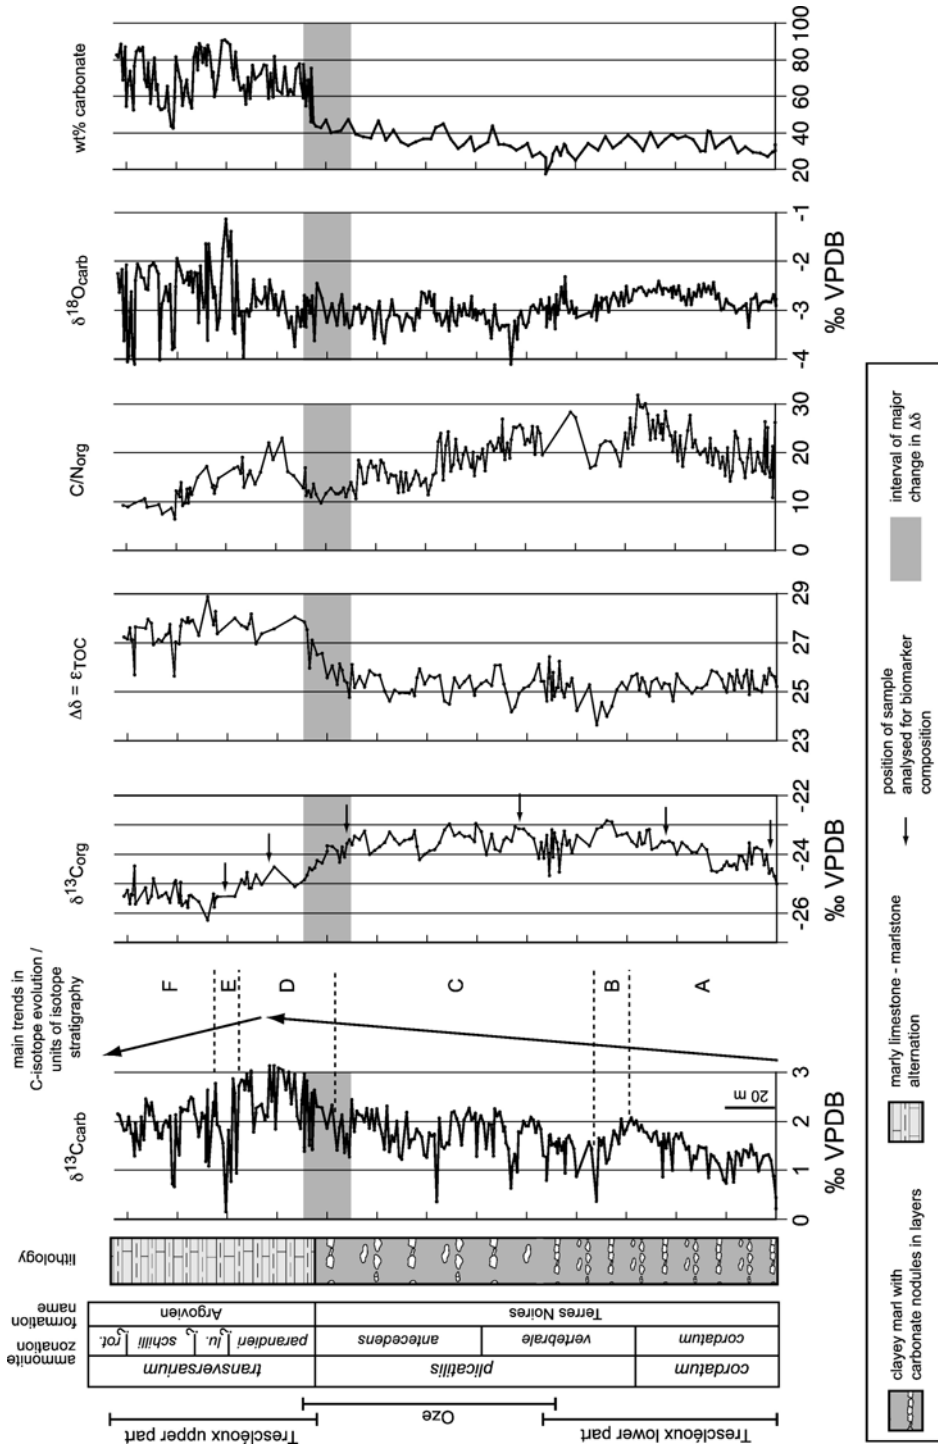 main trends in
C-isotope evolution /
units of isotope
stratigraphy
wt% carbonate
20
40
60
80
100
δ18Ocarb
-4
-3
-2
-1
‰ VPDB
C/Norg
0
10
20
30
Δδ = εTOC
23
25
27
29
δ13Corg
-26
-24
-22
‰ VPDB
F
E
D
C
B
A
δ13Ccarb
0
1
2
3
‰ VPDB
20 m
lithology
formation
name
Argovien
Terres Noires
ammonite
zonation
rot.
?
schilli
?
lu.
?
parandieri
antecedens
vertebrale
cordatum
transversarium
plicatilis
cordatum
Trescléoux upper part
Oze
Trescléoux lower part
clayey marl with
carbonate nodules in layers
marly limestone - marlstone
alternation
position of sample
analysed for biomarker
composition
interval of major
change in Δδ